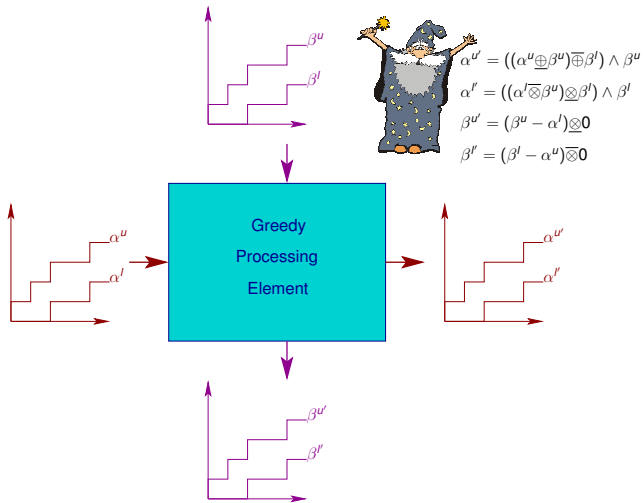 β^u
β^l
α^{u'} = ((α^u ⊕̲ β^u) ⊕̅ β^l) ∧ β^u
α^{l'} = ((α^l ⊗̅ β^u) ⊗̲ β^l) ∧ β^l
β^{u'} = (β^u − α^l) ⊗̲ 0
β^{l'} = (β^l − α^u) ⊗̅ 0
Greedy
Processing
Element
α^u
α^l
α^{u'}
α^{l'}
β^{u'}
β^{l'}